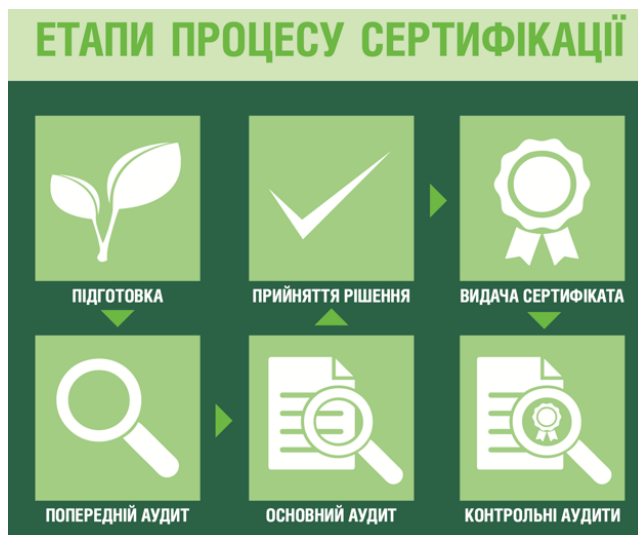 ЕТАПИ ПРОЦЕСУ СЕРТИФІКАЦІЇ
ПІДГОТОВКА
ПРИЙНЯТТЯ РІШЕННЯ
ВИДАЧА СЕРТИФІКАТА
ПОПЕРЕДНІЙ АУДИТ
ОСНОВНИЙ АУДИТ
КОНТРОЛЬНІ АУДИТИ